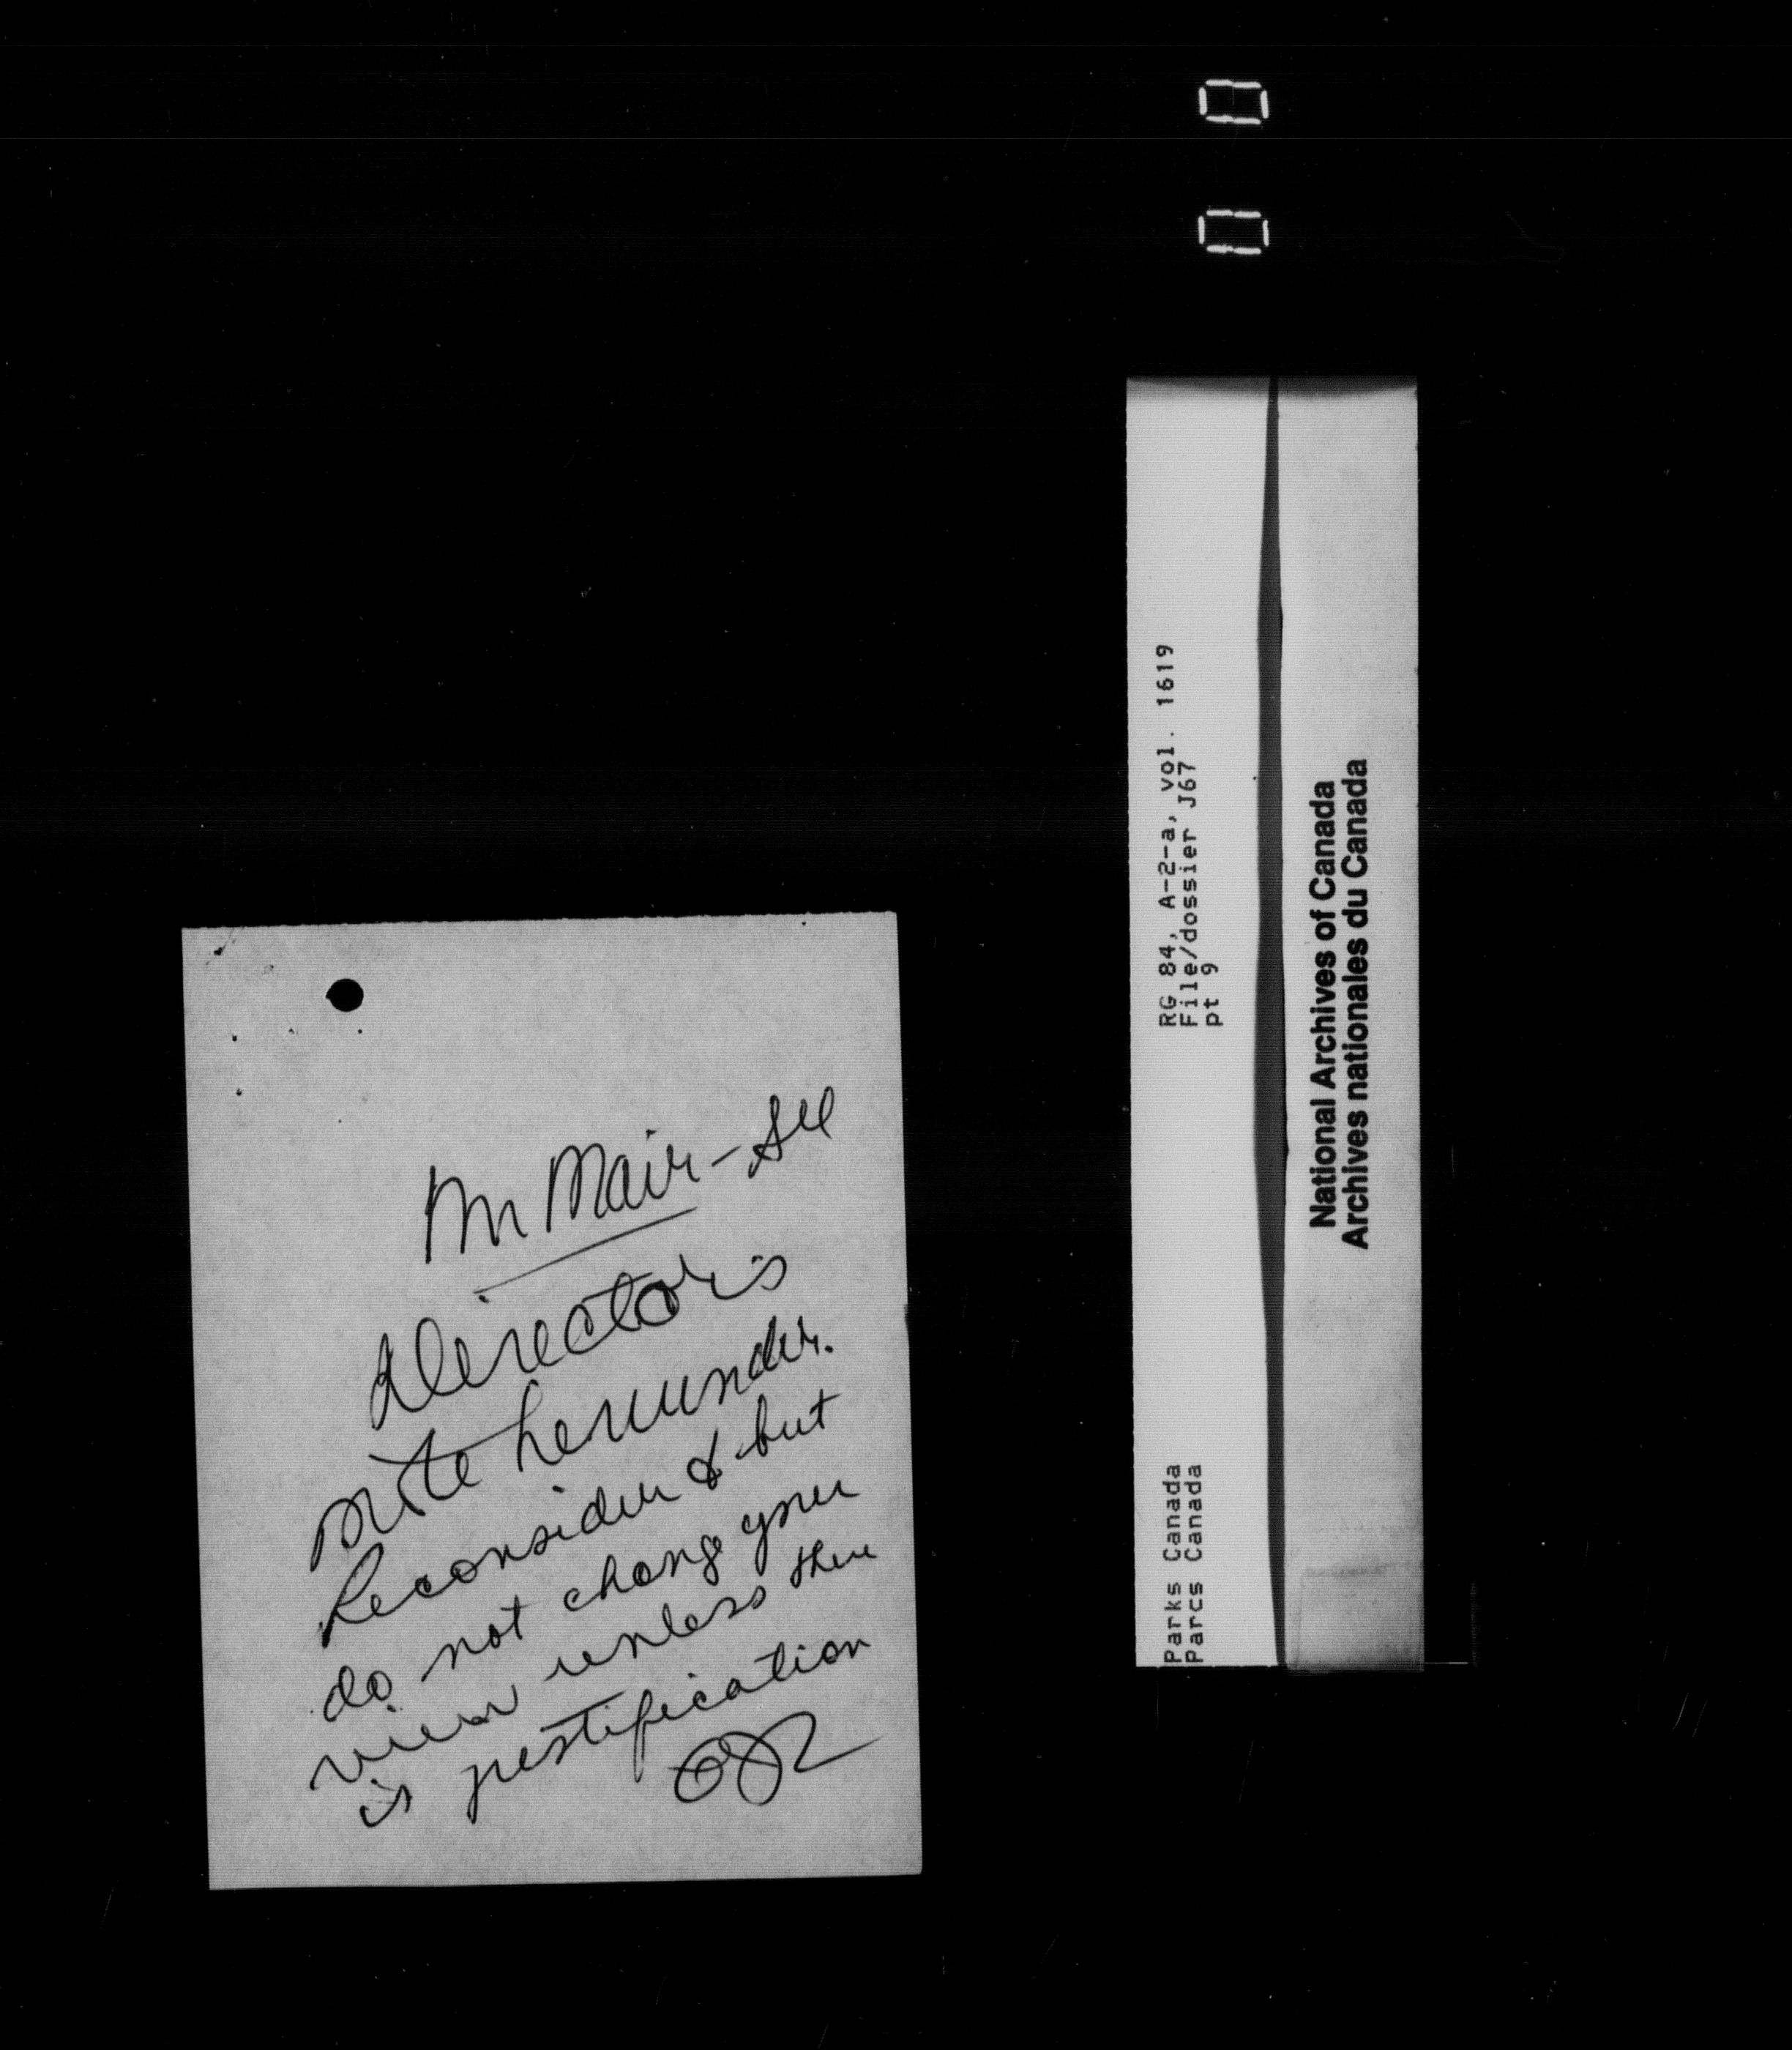 Mr Mair - See
Director's
note hereunder.
Reconsider & but
do not change your
view unless there
is justification
RG 84, A-2-a, vol. 1619
File/dossier J67
pt 9
Parks Canada
Parcs Canada
National Archives of Canada
Archives nationales du Canada